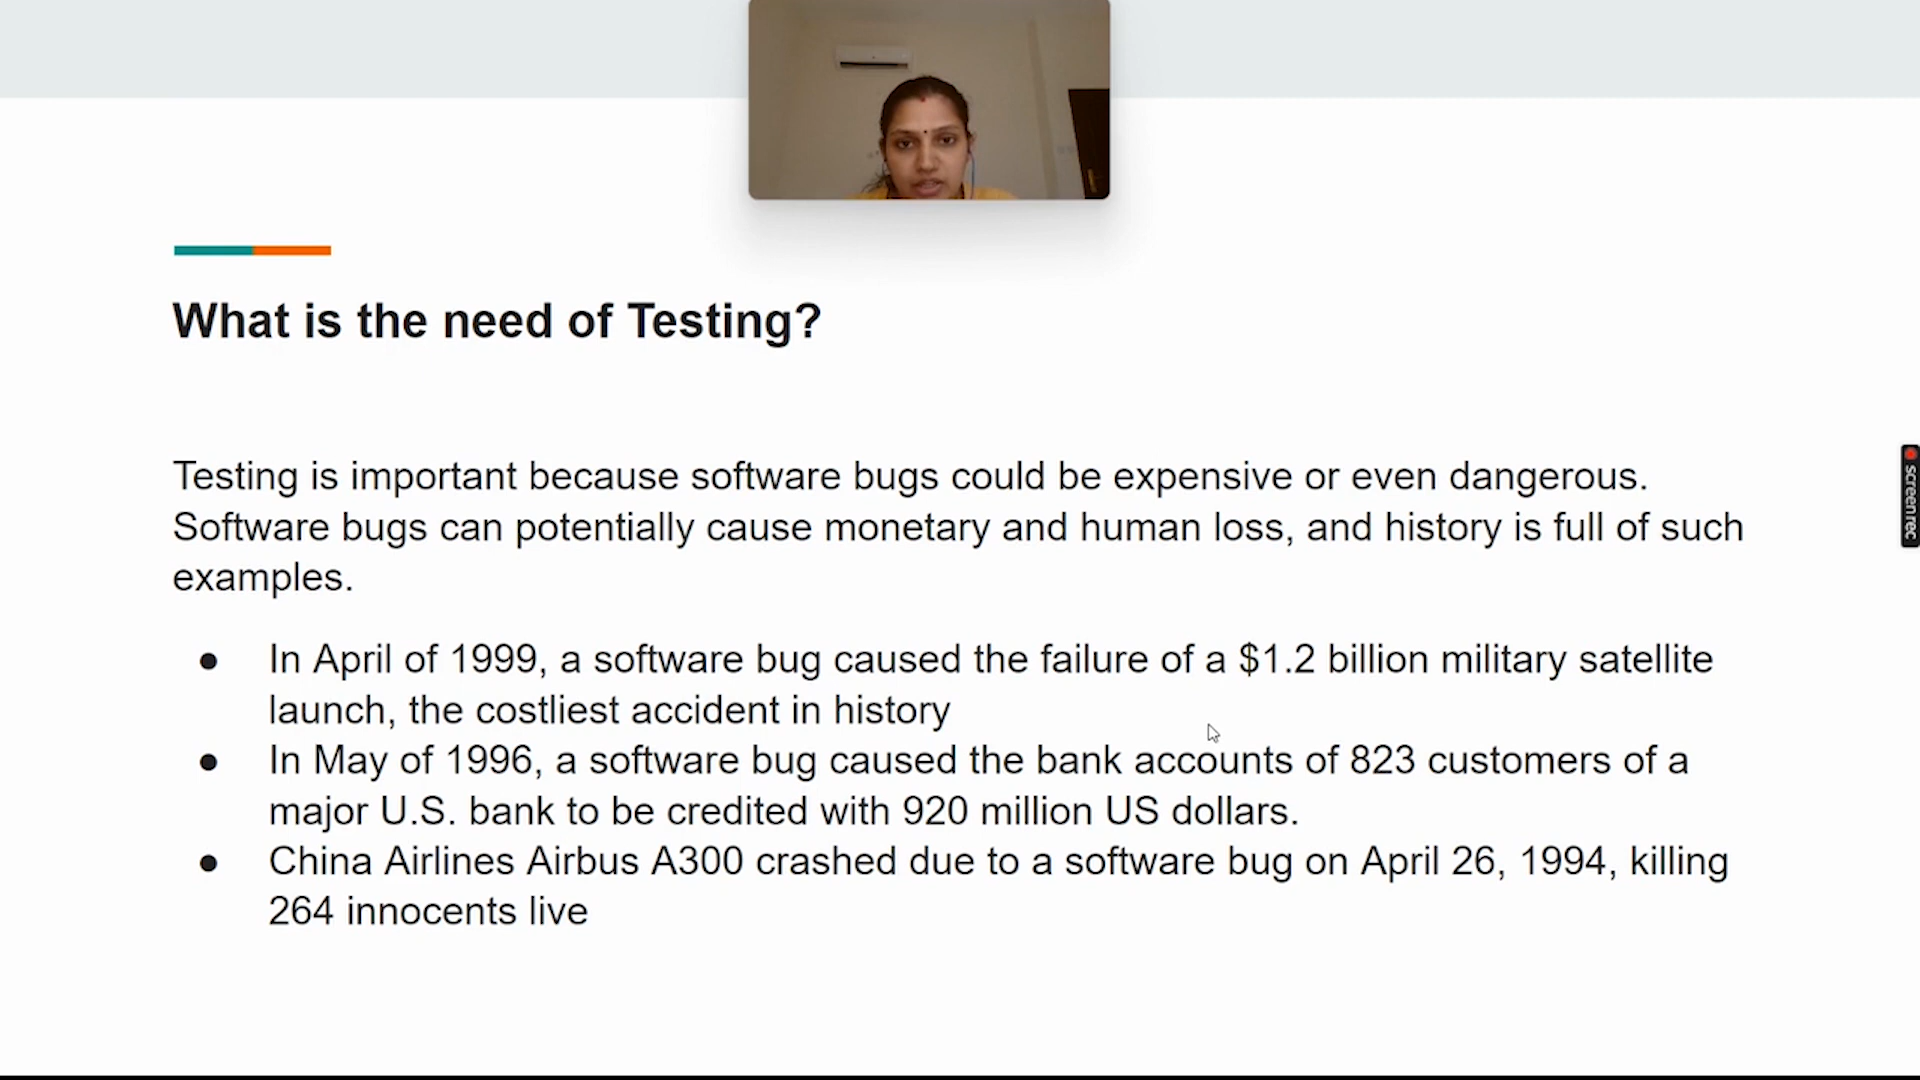 What is the need of Testing?
Testing is important because software bugs could be expensive or even dangerous.
Software bugs can potentially cause monetary and human loss, and history is full of such
examples.
● In April of 1999, a software bug caused the failure of a $1.2 billion military satellite
launch, the costliest accident in history
● In May of 1996, a software bug caused the bank accounts of 823 customers of a
major U.S. bank to be credited with 920 million US dollars.
● China Airlines Airbus A300 crashed due to a software bug on April 26, 1994, killing
264 innocents live
screenrec